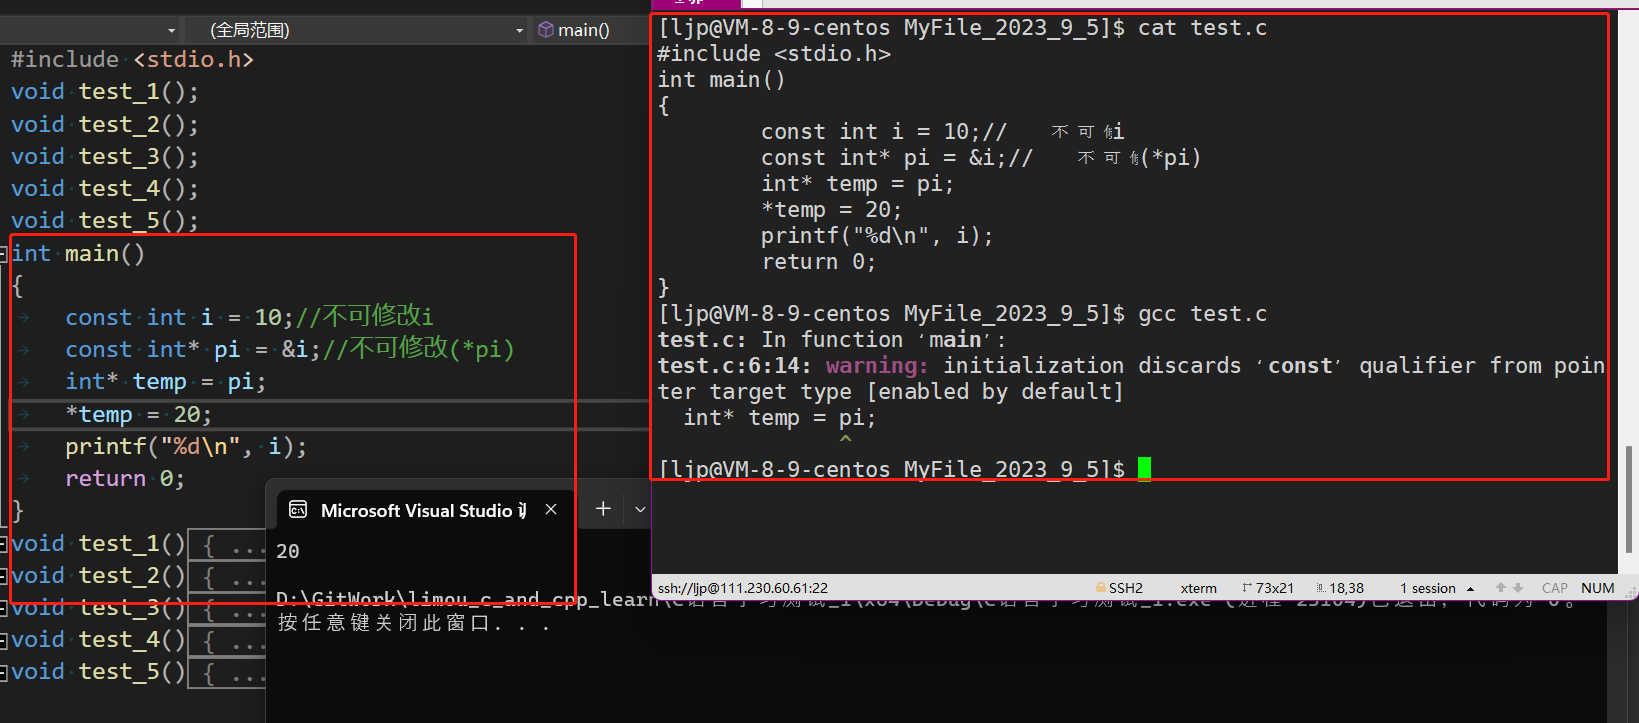 (全局范围)
main()
#include <stdio.h>
void test_1();
void test_2();
void test_3();
void test_4();
void test_5();
int main()
{
const int i = 10;//不可修改i
const int* pi = &i;//不可修改(*pi)
int* temp = pi;
*temp = 20;
printf("%d\n", i);
return 0;
}
void test_1() { ...
void test_2() { ...
void test_3() { ...
void test_4() { ...
void test_5() { ...
Microsoft Visual Studio
20
按任意键关闭此窗口. . .
[ljp@VM-8-9-centos MyFile_2023_9_5]$ cat test.c
#include <stdio.h>
int main()
{
const int i = 10;// 不可修i
const int* pi = &i;// 不可修(*pi)
int* temp = pi;
*temp = 20;
printf("%d\n", i);
return 0;
}
[ljp@VM-8-9-centos MyFile_2023_9_5]$ gcc test.c
test.c: In function ‘main’:
test.c:6:14: warning: initialization discards ‘const’ qualifier from poin
ter target type [enabled by default]
int* temp = pi;
^
[ljp@VM-8-9-centos MyFile_2023_9_5]$
ssh://ljp@111.230.60.61:22
SSH2
xterm
73x21
18,38
1 session
CAP
NUM